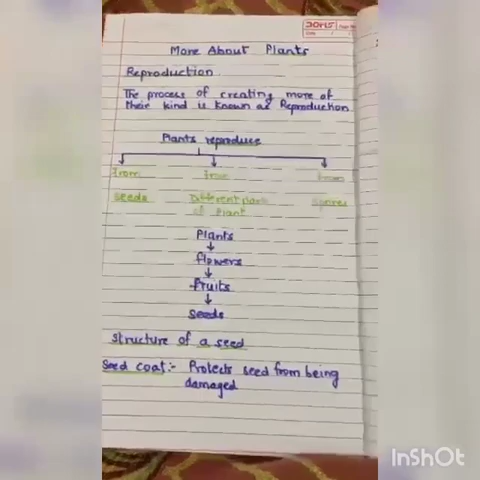 DOMS
Date
More About Plants
Reproduction
The process of creating more of
their kind is known as Reproduction
Plants reproduce
from from from
seeds Different parts spores
of plant
Plants
flowers
fruits
seeds
structure of a seed
Seed coat:- Protects seed from being
damaged
InShOt